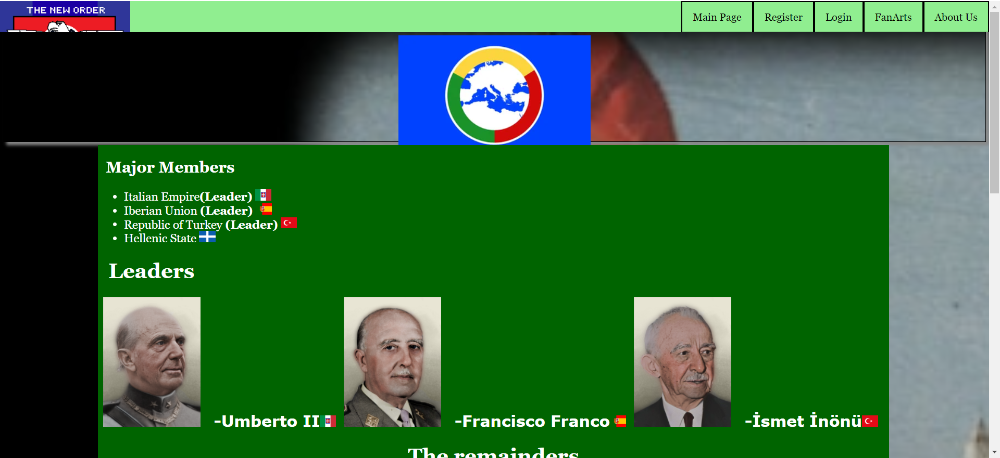 THE NEW ORDER
Main Page
Register
Login
FanArts
About Us
Major Members
Italian Empire(Leader)
Iberian Union (Leader)
Republic of Turkey (Leader)
Hellenic State
Leaders
-Umberto II
-Francisco Franco
-İsmet İnönü
The remainders